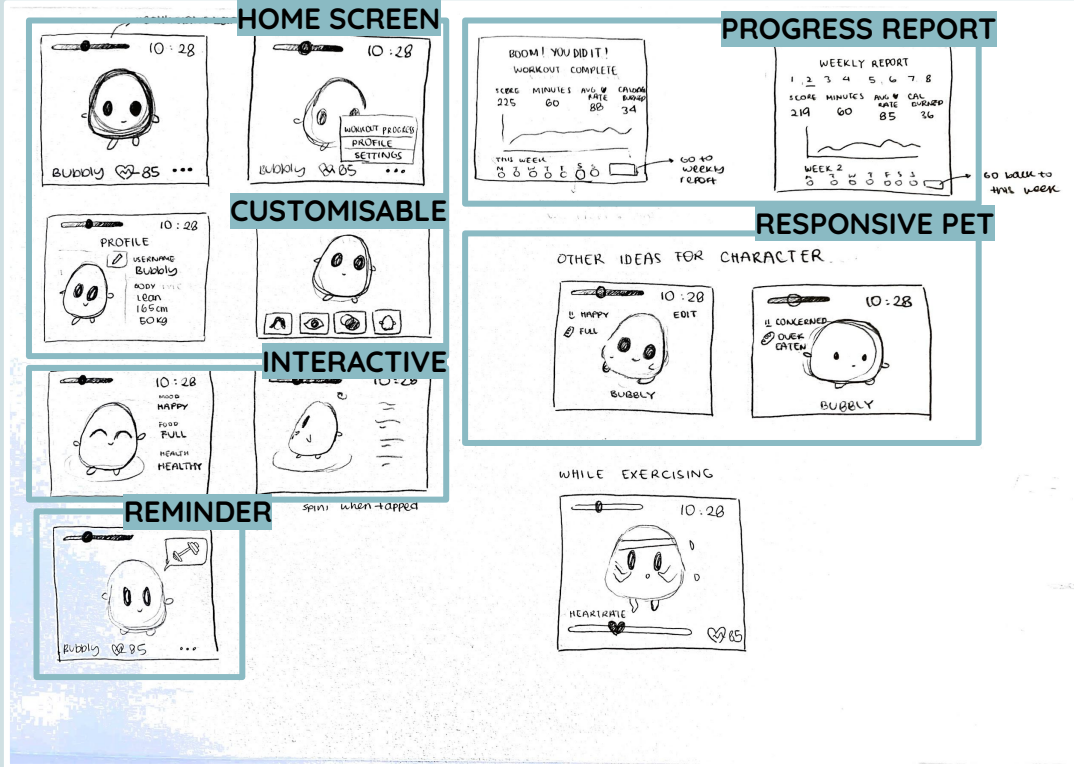 HOME SCREEN
10:28
Bubbly 85 •••
10:28
WORKOUT PROGRESS
PROFILE
SETTINGS
Bubbly 85 •••
CUSTOMISABLE
10:28
PROFILE
USERNAME
Bubbly
BODY
lean
165cm
50kg
INTERACTIVE
10:28
MOOD
HAPPY
FOOD
FULL
HEALTH
HEALTHY
10:28
spins when tapped
REMINDER
Bubbly 85 •••
PROGRESS REPORT
BOOM! YOU DID IT!
WORKOUT COMPLETE
SCORE MINUTES AVG ♥ RATE CALORIE BURNED
225 60 88 34
THIS WEEK
M T W T F S S
GO TO
weekly
report
WEEKLY REPORT
1 2 3 4 5 6 7 8
SCORE MINUTES AVG ♥ RATE CAL BURNED
219 60 85 36
WEEK 2
M T W T F S S
GO back to
this week
RESPONSIVE PET
OTHER IDEAS FOR CHARACTER
10:28
HAPPY
EDIT
FULL
BUBBLY
10:28
CONCERNED
OVER
EATEN
BUBBLY
WHILE EXERCISING
10:28
HEARTRATE
85